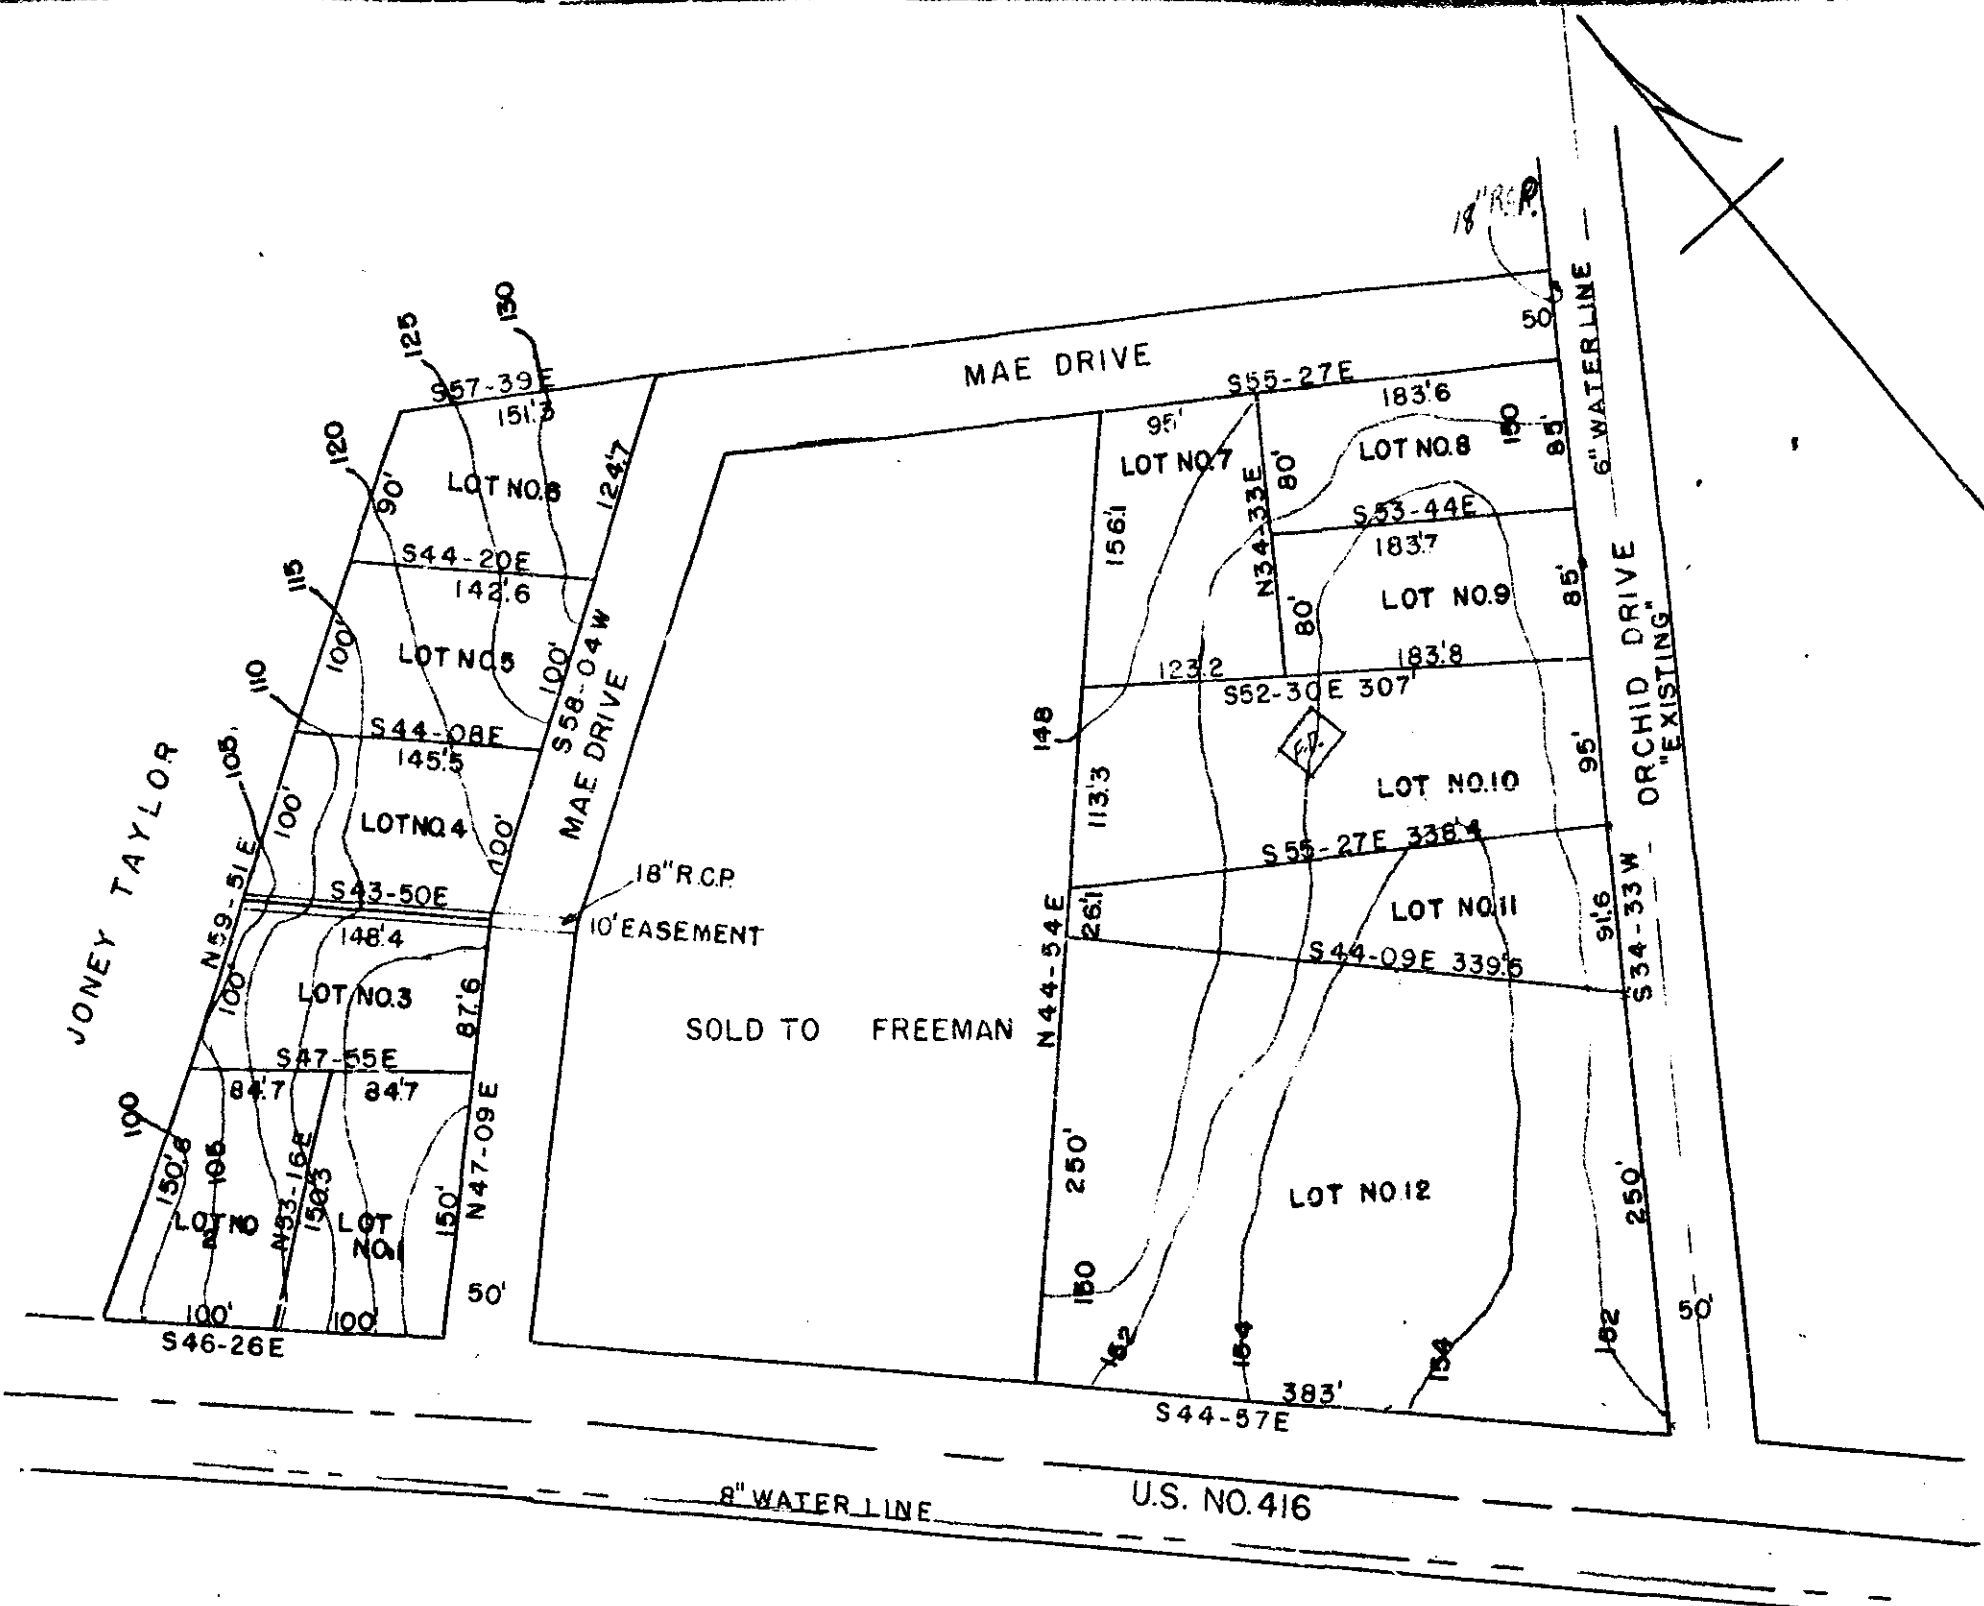 18" R.C.P.
50'
6" WATERLINE
130
125
120
115
110
105
100
S57-39E
151.'3
90'
LOT NO.6
124.'7
S44-20E
142.'6
100'
LOT NO.5
100'
S58-04W
MAE DRIVE
S44-08E
145.'5
100'
LOT NO.4
100'
N59-51E
JONEY TAYLOR
S43-50E
148.'4
18" R.C.P.
10' EASEMENT
100'
LOT NO.3
87.'6
S47-55E
84.'7
84.'7
150.'8
105
LOT NO
N53-16E
150.'3
LOT
NO.1
150'
N47-09E
50'
100'
100'
S46-26E
MAE DRIVE
S55-27E
95'
183.'6
150
85'
LOT NO.7
LOT NO.8
156.'1
N34-33E
80'
S53-44E
183.'7
80'
LOT NO.9
85'
123.2
183.'8
S52-30E 307'
148
F.P.
113.'3
LOT NO.10
95'
ORCHID DRIVE
"EXISTING"
S55-27E 338.'4
26.'1
LOT NO.11
91.'6
S34-33W
S44-09E 339.'5
N44-54E
SOLD TO FREEMAN
250'
LOT NO.12
250'
150
152
154
154
152
50'
383'
S44-57E
8" WATER LINE
U.S. NO. 416